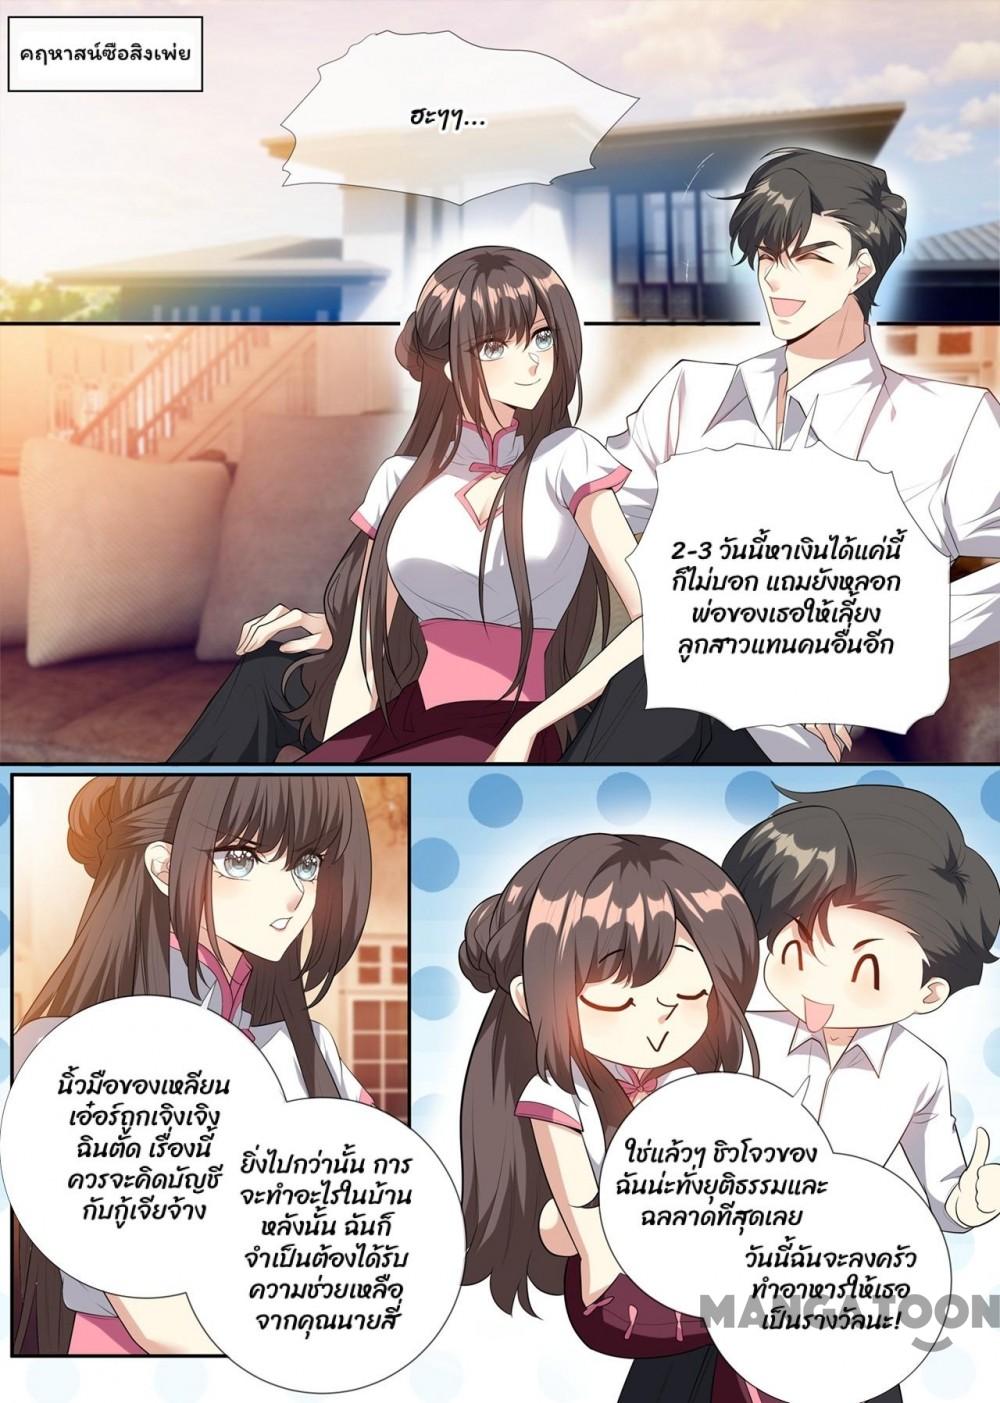 คฤหาสน์ซือสิงเพ่ย
ฮะๆๆ...
2-3 วันนี้หาเงินได้แค่นี้
ก็ไม่บอก แถมยังหลอก
พ่อของเธอให้เลี้ยง
ลูกสาวแทนคนอื่นอีก
นิ้วมือของเหลียน
เอ๋อร์ถูกเจิงเจิง
ฉินตัด เรื่องนี้
ควรจะคิดบัญชี
กับกู้เจียจ้าง
ยิ่งไปกว่านั้น การ
จะทำอะไรในบ้าน
หลังนั้น ฉันก็
จำเป็นต้องได้รับ
ความช่วยเหลือ
จากคุณนายสี่
ใช่แล้วๆ ชิวโจวของ
ฉันน่ะทั้งยุติธรรมและ
ฉลลาดที่สุดเลย
วันนี้ฉันจะลงครัว
ทำอาหารให้เธอ
เป็นรางวัลนะ!
MANGATOON